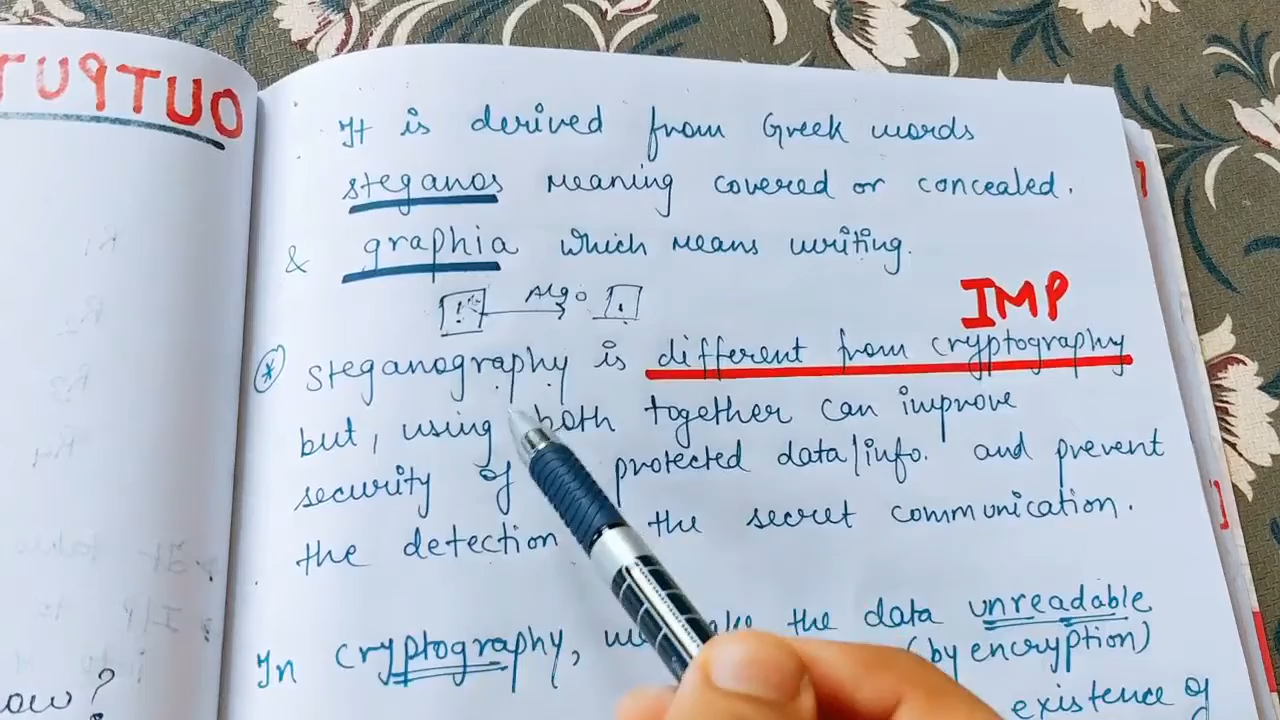 OUTPUT
It is derived from Greek words
steganos meaning covered or concealed.
& graphia which means writing.
Algo
IMP
* Steganography is different from cryptography
but, using both together can improve
security of protected data/info. and prevent
the detection the secret communication.
In cryptography, the data unreadable
(by encryption)
existence of
ow?